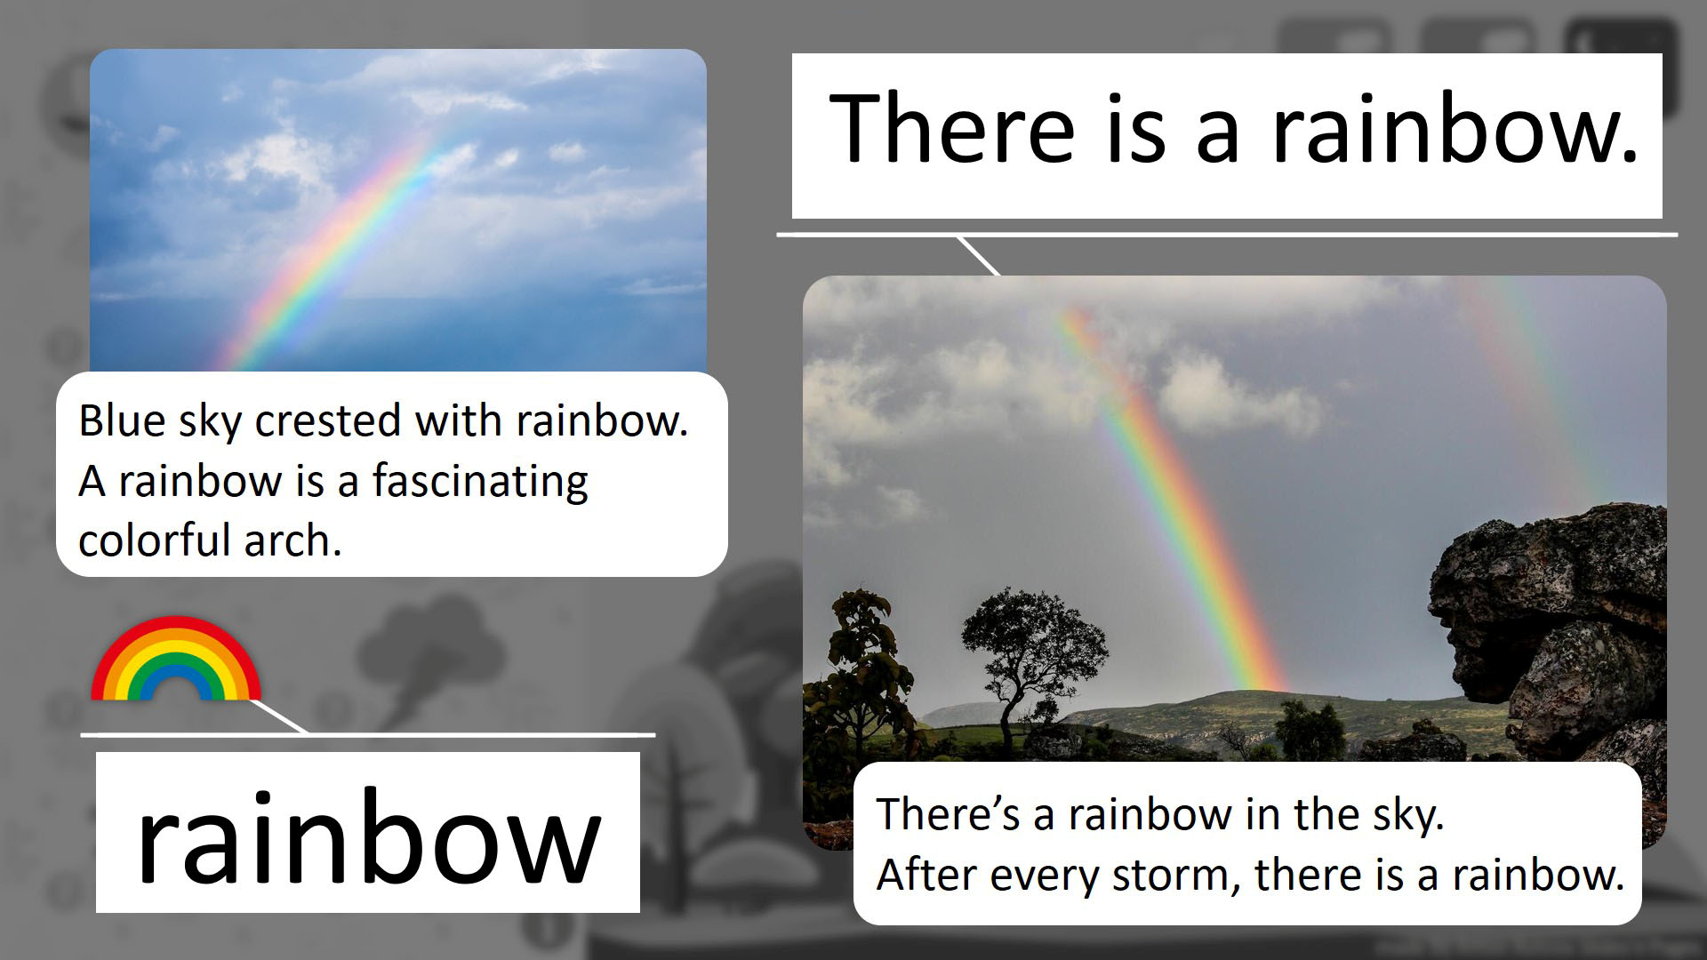 There is a rainbow.
Blue sky crested with rainbow.
A rainbow is a fascinating
colorful arch.
rainbow
There’s a rainbow in the sky.
After every storm, there is a rainbow.